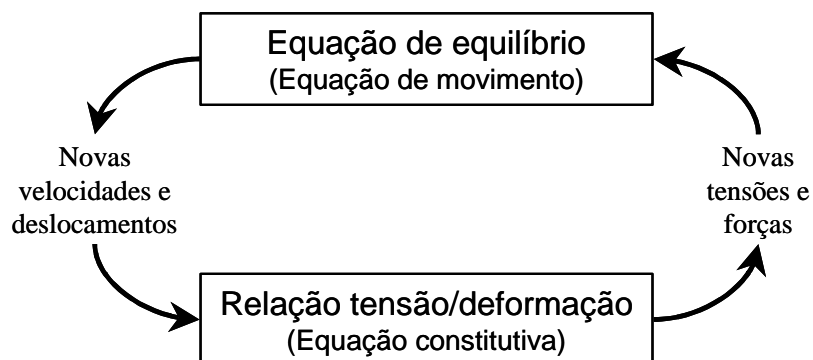 Equação de equilíbrio
(Equação de movimento)
Novas
velocidades e
deslocamentos
Novas
tensões e
forças
Relação tensão/deformação
(Equação constitutiva)